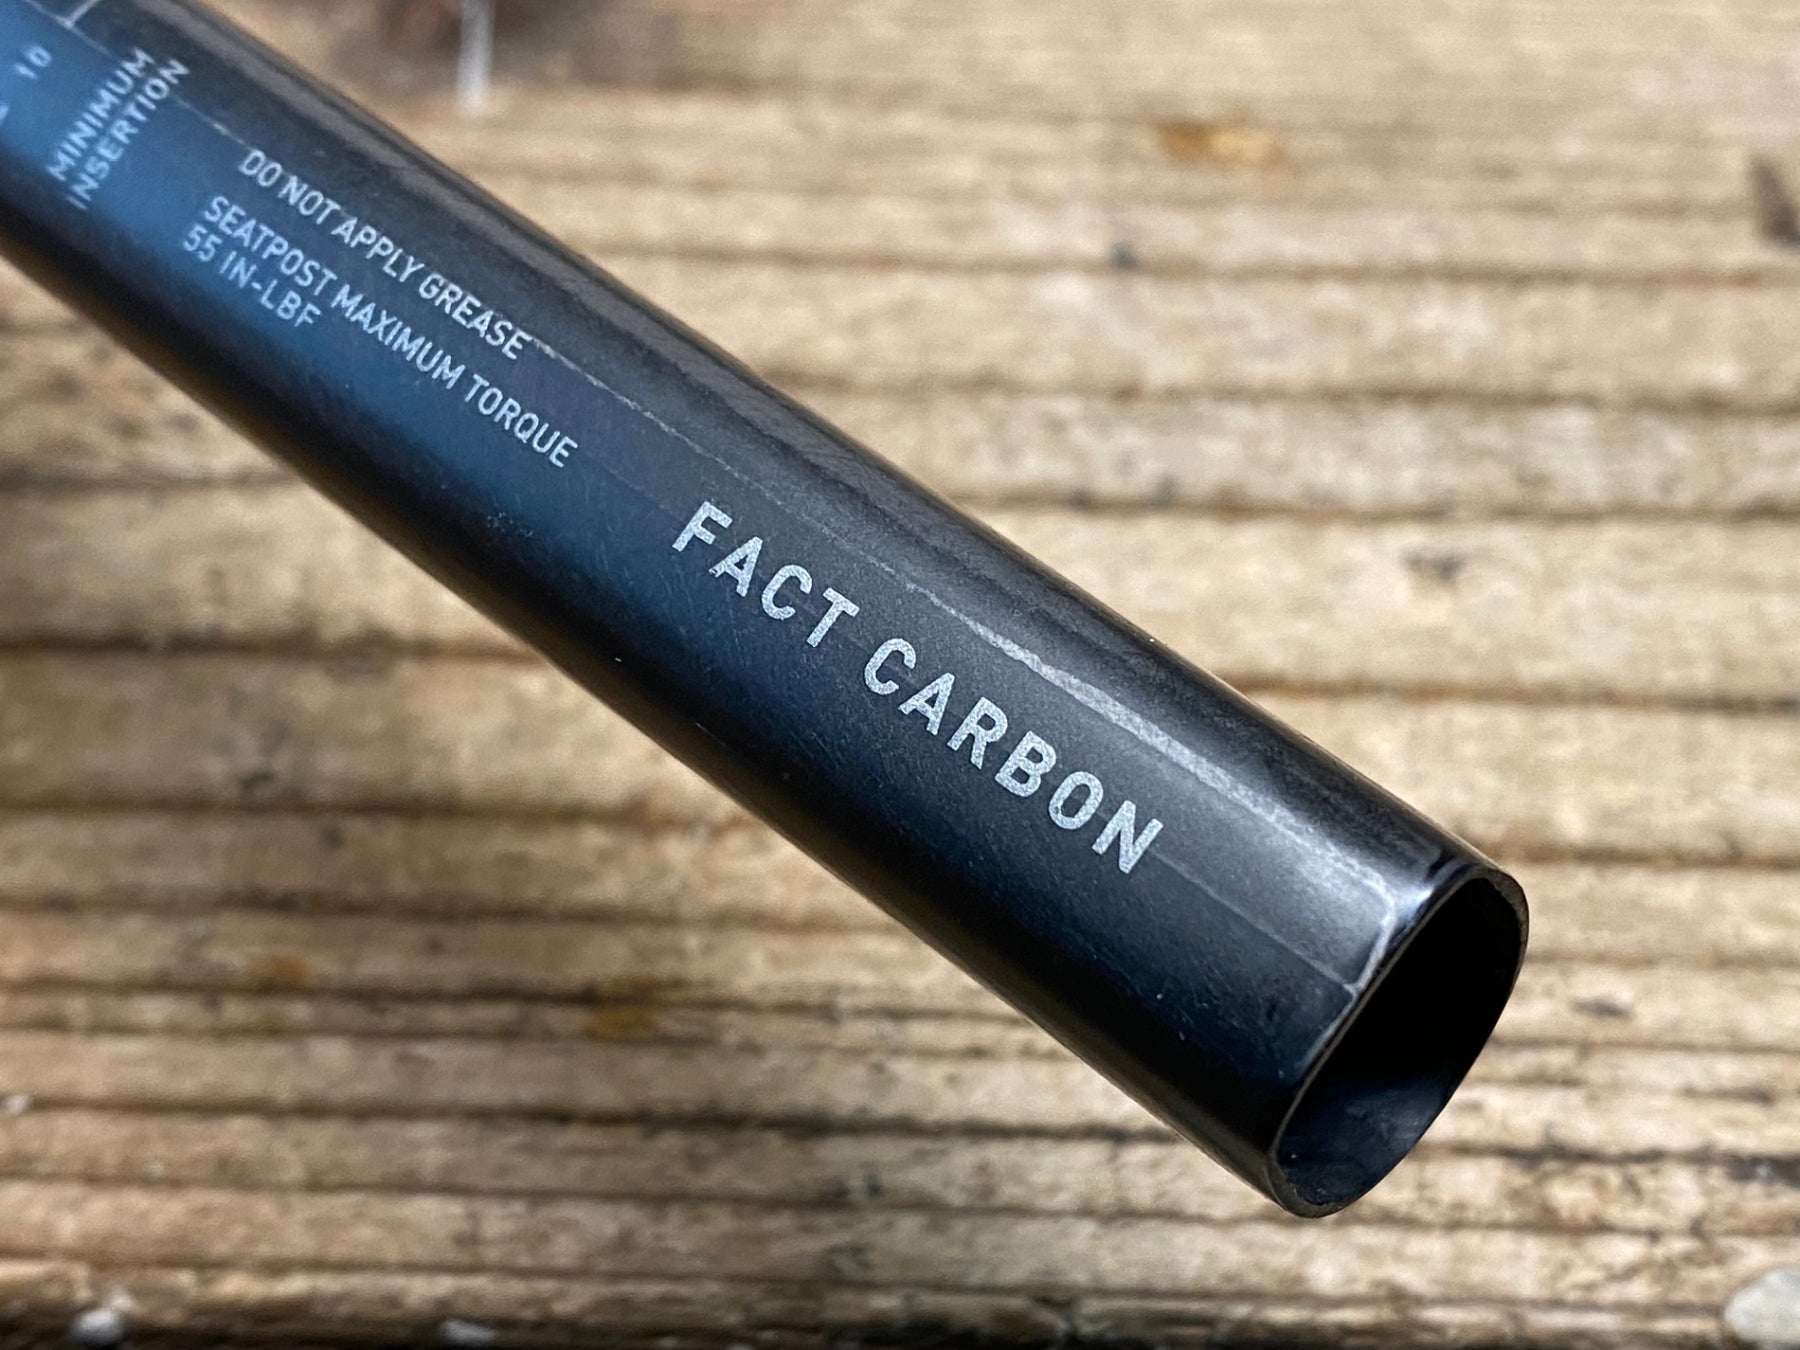 10
MINIMUM
INSERTION
DO NOT APPLY GREASE
SEATPOST MAXIMUM TORQUE
55 IN-LBF
FACT CARBON